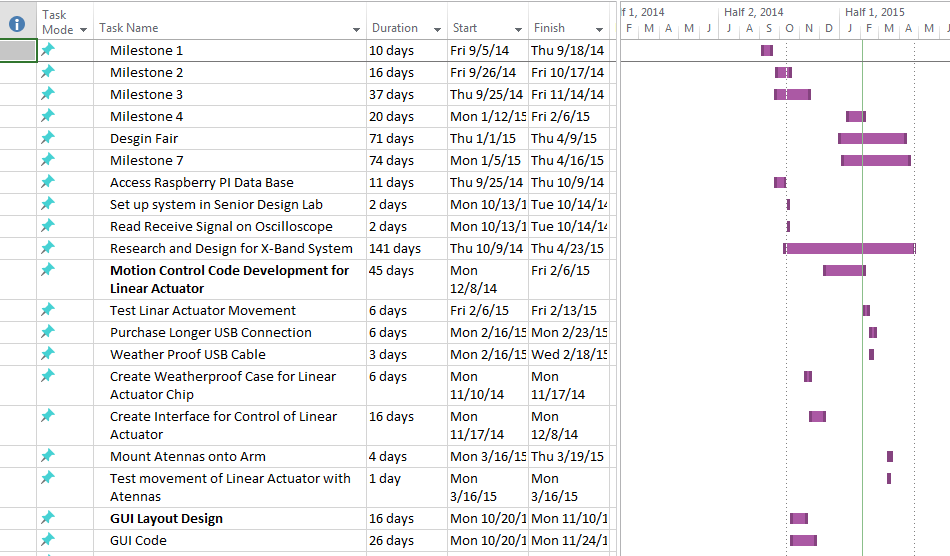 Task Mode Task Name Duration Start Finish
lf 1, 2014 Half 2, 2014 Half 1, 2015
F M A M J J A S O N D J F M A M J
Milestone 1 10 days Fri 9/5/14 Thu 9/18/14
Milestone 2 16 days Fri 9/26/14 Fri 10/17/14
Milestone 3 37 days Thu 9/25/14 Fri 11/14/14
Milestone 4 20 days Mon 1/12/15 Fri 2/6/15
Desgin Fair 71 days Thu 1/1/15 Thu 4/9/15
Milestone 7 74 days Mon 1/5/15 Thu 4/16/15
Access Raspberry PI Data Base 11 days Thu 9/25/14 Thu 10/9/14
Set up system in Senior Design Lab 2 days Mon 10/13/1 Tue 10/14/14
Read Receive Signal on Oscilloscope 2 days Mon 10/13/1 Tue 10/14/14
Research and Design for X-Band System 141 days Thu 10/9/14 Thu 4/23/15
Motion Control Code Development for 45 days Mon Fri 2/6/15
Linear Actuator 12/8/14
Test Linar Actuator Movement 6 days Fri 2/6/15 Fri 2/13/15
Purchase Longer USB Connection 6 days Mon 2/16/15 Mon 2/23/15
Weather Proof USB Cable 3 days Mon 2/16/15 Wed 2/18/15
Create Weatherproof Case for Linear 6 days Mon Mon
Actuator Chip 11/10/14 11/17/14
Create Interface for Control of Linear 16 days Mon Mon
Actuator 11/17/14 12/8/14
Mount Atennas onto Arm 4 days Mon 3/16/15 Thu 3/19/15
Test movement of Linear Actuator with 1 day Mon Mon
Atennas 3/16/15 3/16/15
GUI Layout Design 16 days Mon 10/20/1 Mon 11/10/1
GUI Code 26 days Mon 10/20/1 Mon 11/24/1